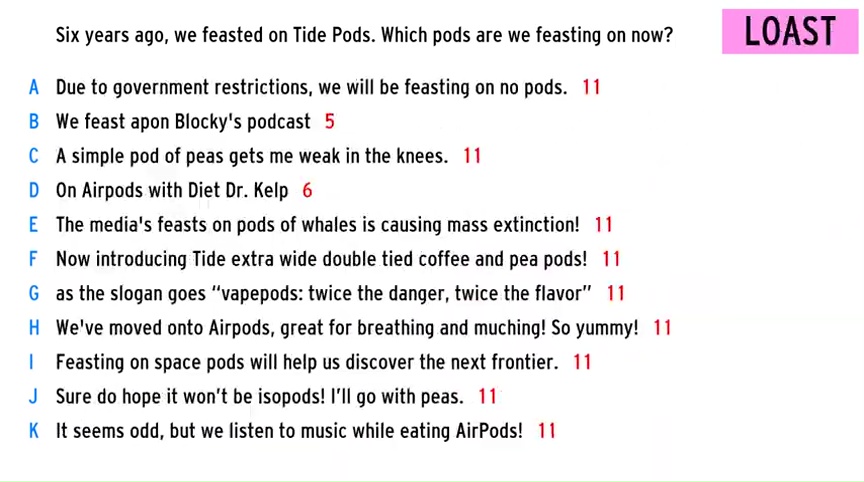 Six years ago, we feasted on Tide Pods. Which pods are we feasting on now?
LOAST
A Due to government restrictions, we will be feasting on no pods. 11
B We feast apon Blocky's podcast 5
C A simple pod of peas gets me weak in the knees. 11
D On Airpods with Diet Dr. Kelp 6
E The media's feasts on pods of whales is causing mass extinction! 11
F Now introducing Tide extra wide double tied coffee and pea pods! 11
G as the slogan goes “vapepods: twice the danger, twice the flavor” 11
H We've moved onto Airpods, great for breathing and muching! So yummy! 11
I Feasting on space pods will help us discover the next frontier. 11
J Sure do hope it won't be isopods! I'll go with peas. 11
K It seems odd, but we listen to music while eating AirPods! 11